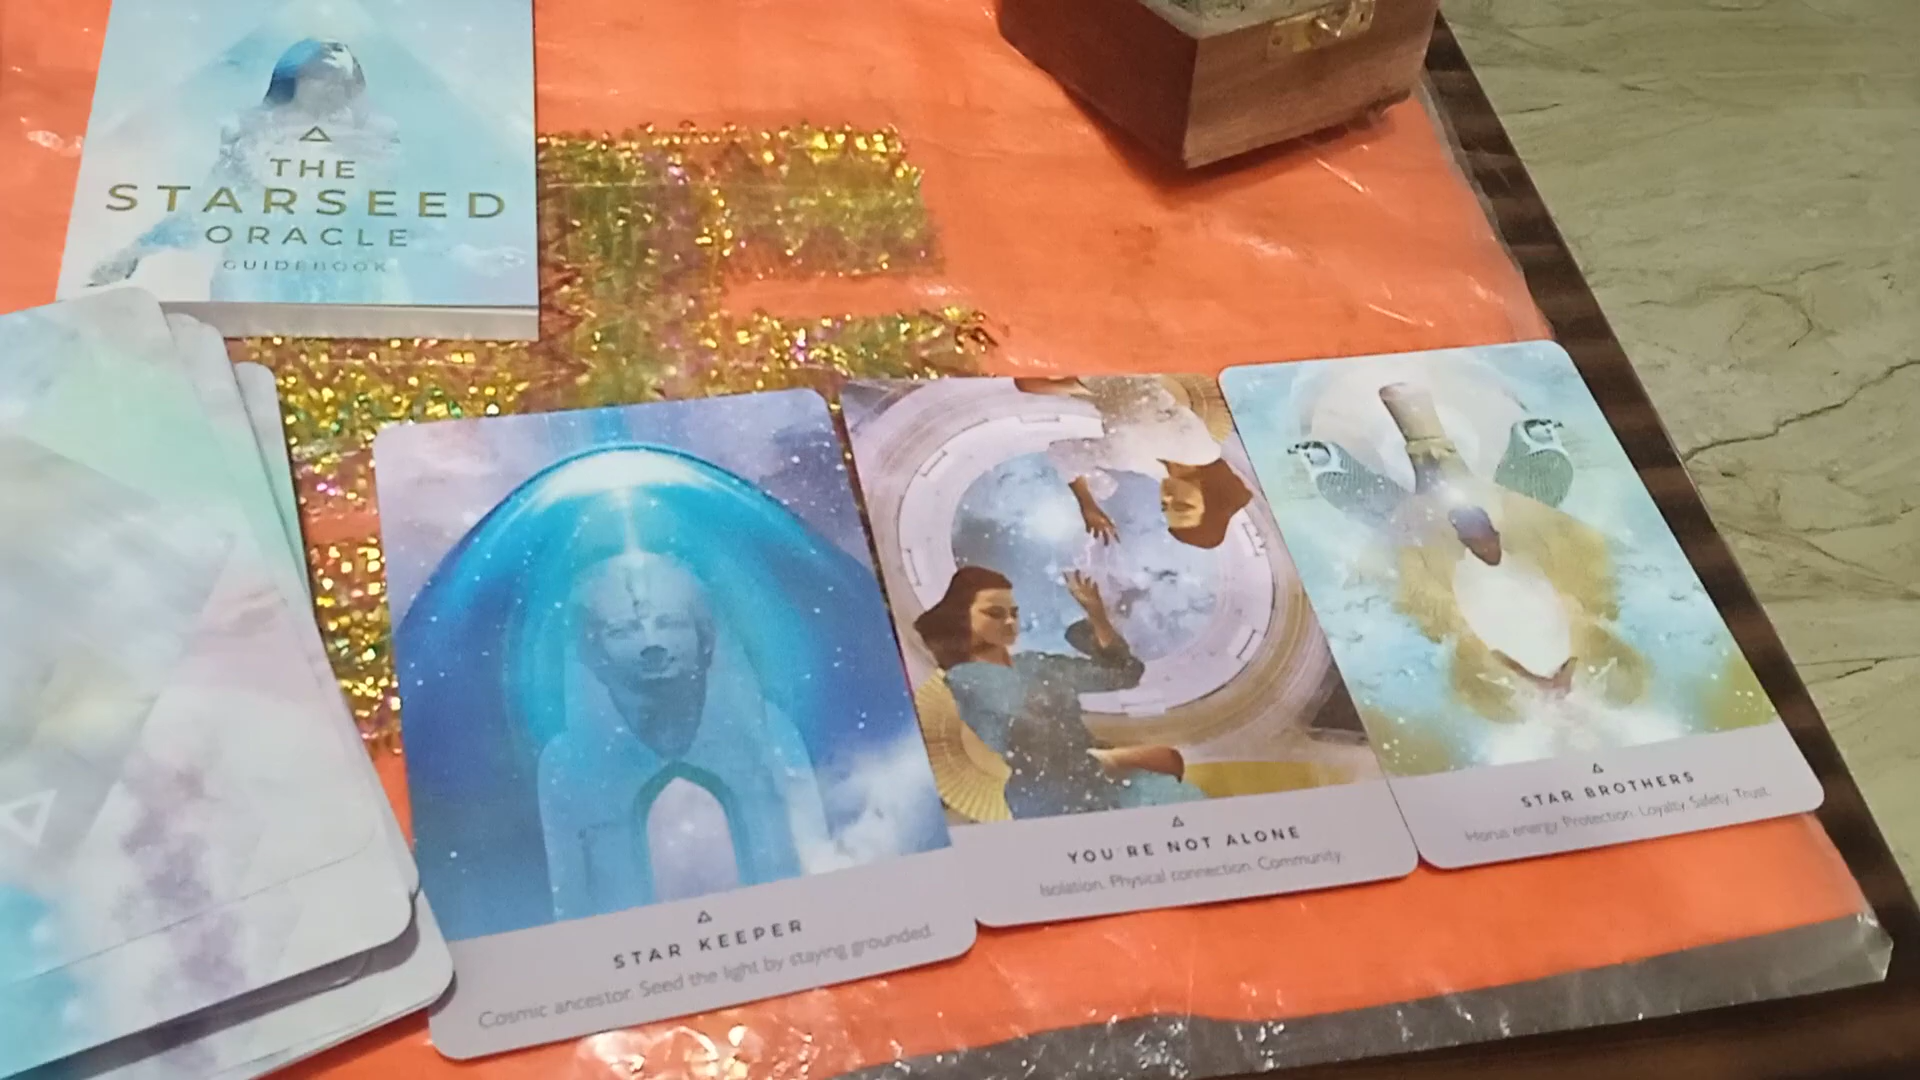 THE
STARSEED
ORACLE
GUIDEBOOK
STAR KEEPER
Cosmic ancestor. Seed the light by staying grounded.
YOU'RE NOT ALONE
Isolation. Physical connection. Community.
STAR BROTHERS
Horus energy. Protection. Loyalty. Safety. Trust.